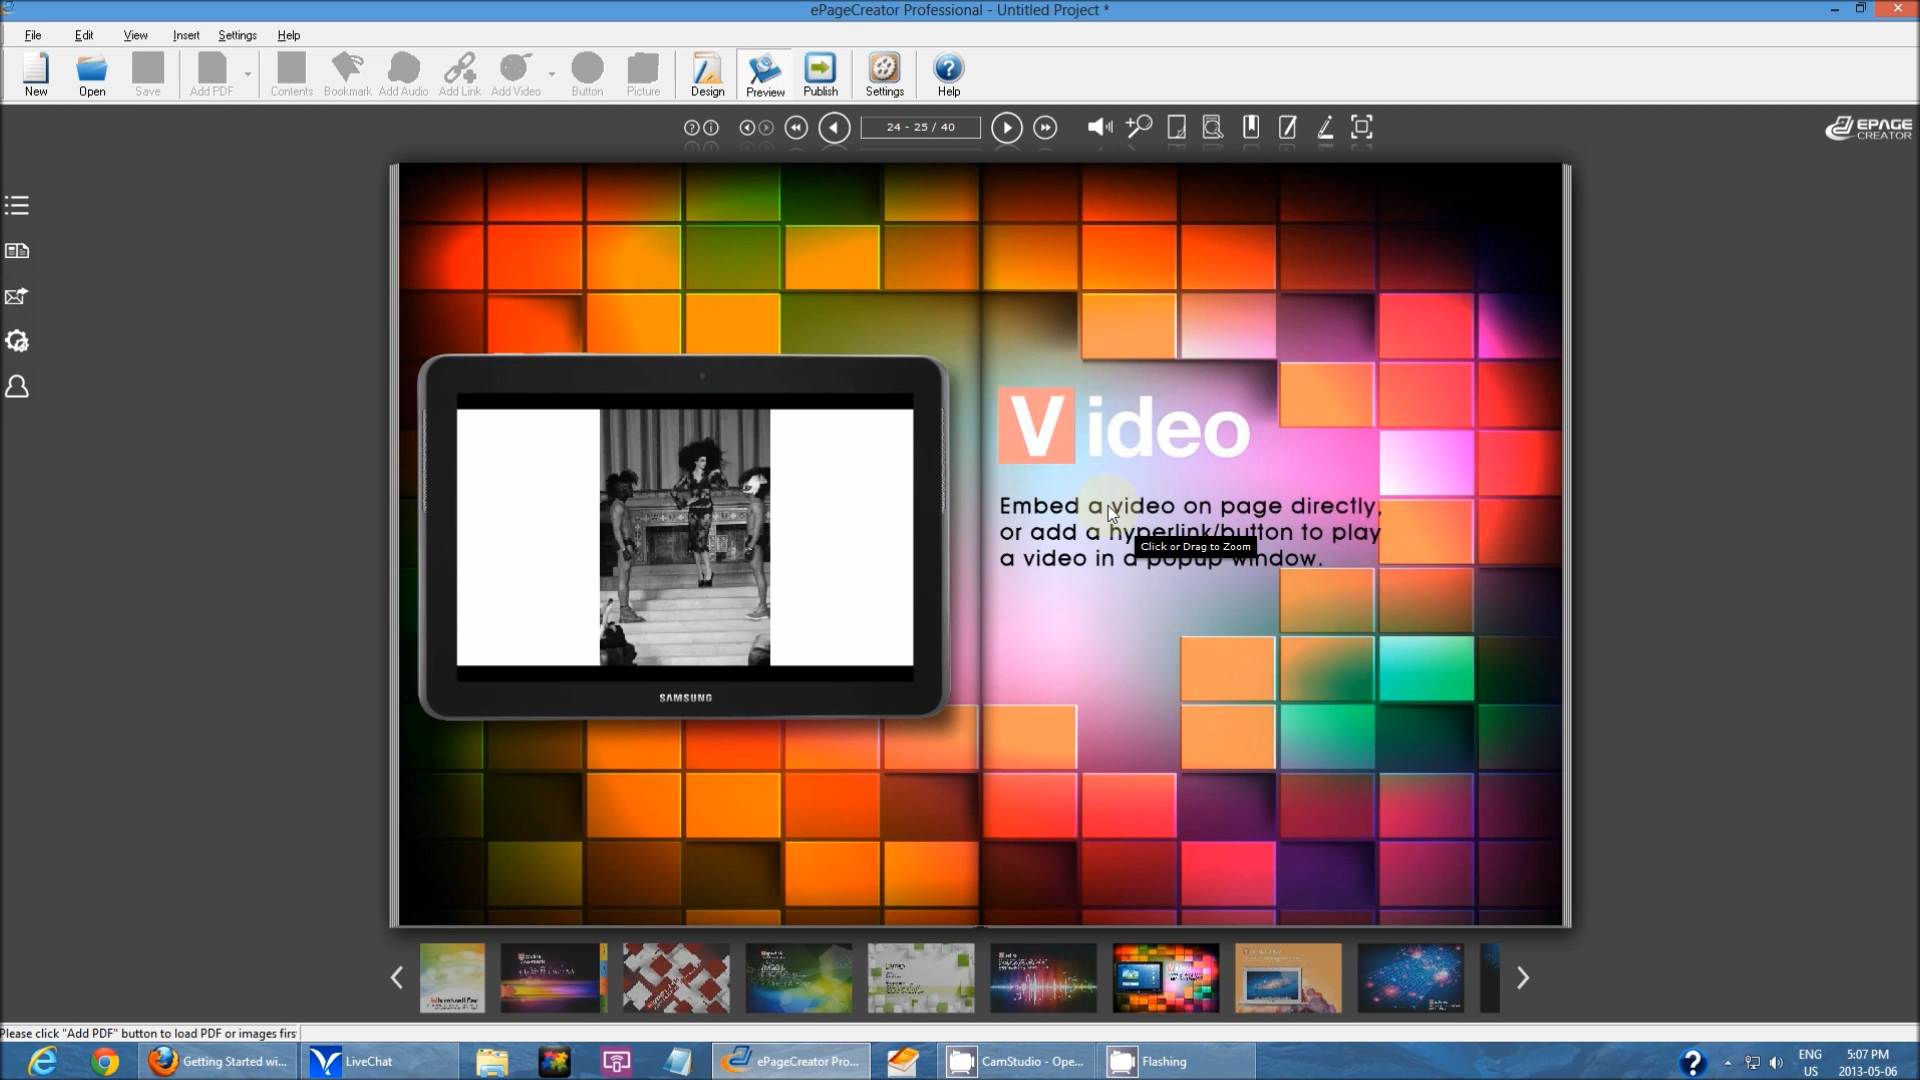 ePageCreator Professional - Untitled Project *
File Edit View Insert Settings Help
New Open Save Add PDF Contents Bookmark Add Audio Add Link Add Video Button Picture Design Preview Publish Settings Help
24 - 25 / 40
EPAGE
CREATOR
Video
Embed a video on page directly,
or add a hyperlink/button to play
Click or Drag to Zoom
a video in a popup window.
SAMSUNG
Please click "Add PDF" button to load PDF or images firs
Getting Started wi...
LiveChat
ePageCreator Pro...
CamStudio - Ope...
Flashing
ENG
US
5:07 PM
2013-05-06